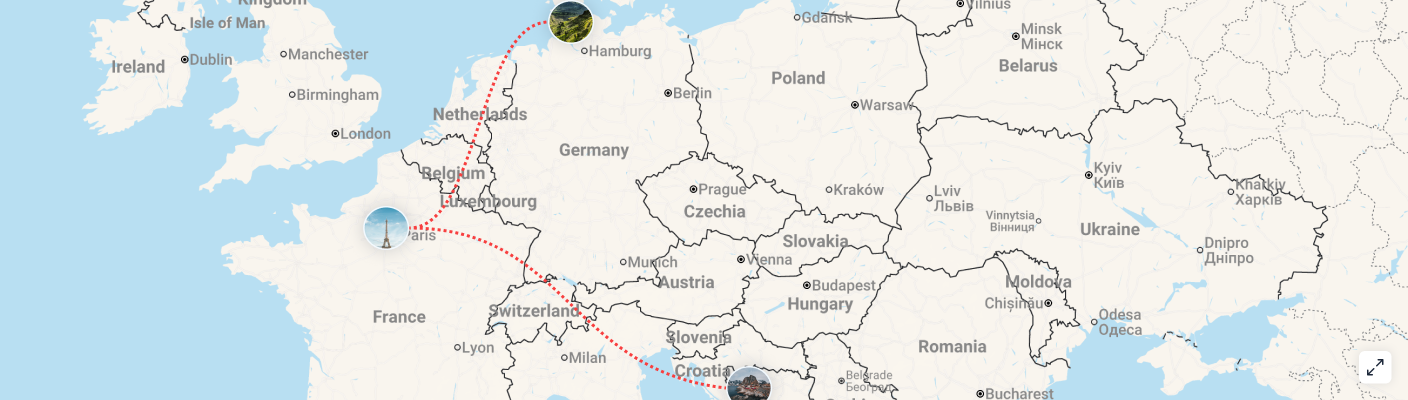 Kingdom
Isle of Man
Ireland
Dublin
Manchester
Birmingham
London
Netherlands
Belgium
Luxembourg
Paris
France
Lyon
Hamburg
Berlin
Germany
Munich
Switzerland
Milan
Gdańsk
Poland
Warsaw
Kraków
Prague
Czechia
Slovakia
Vienna
Austria
Budapest
Hungary
Slovenia
Croatia
Belgrade
Београд
Romania
Bucharest
Vilnius
Minsk
Мінск
Belarus
Lviv
Львів
Kyiv
Київ
Vinnytsia
Вінниця
Ukraine
Kharkiv
Харків
Dnipro
Дніпро
Moldova
Chișinău
Odesa
Одеса